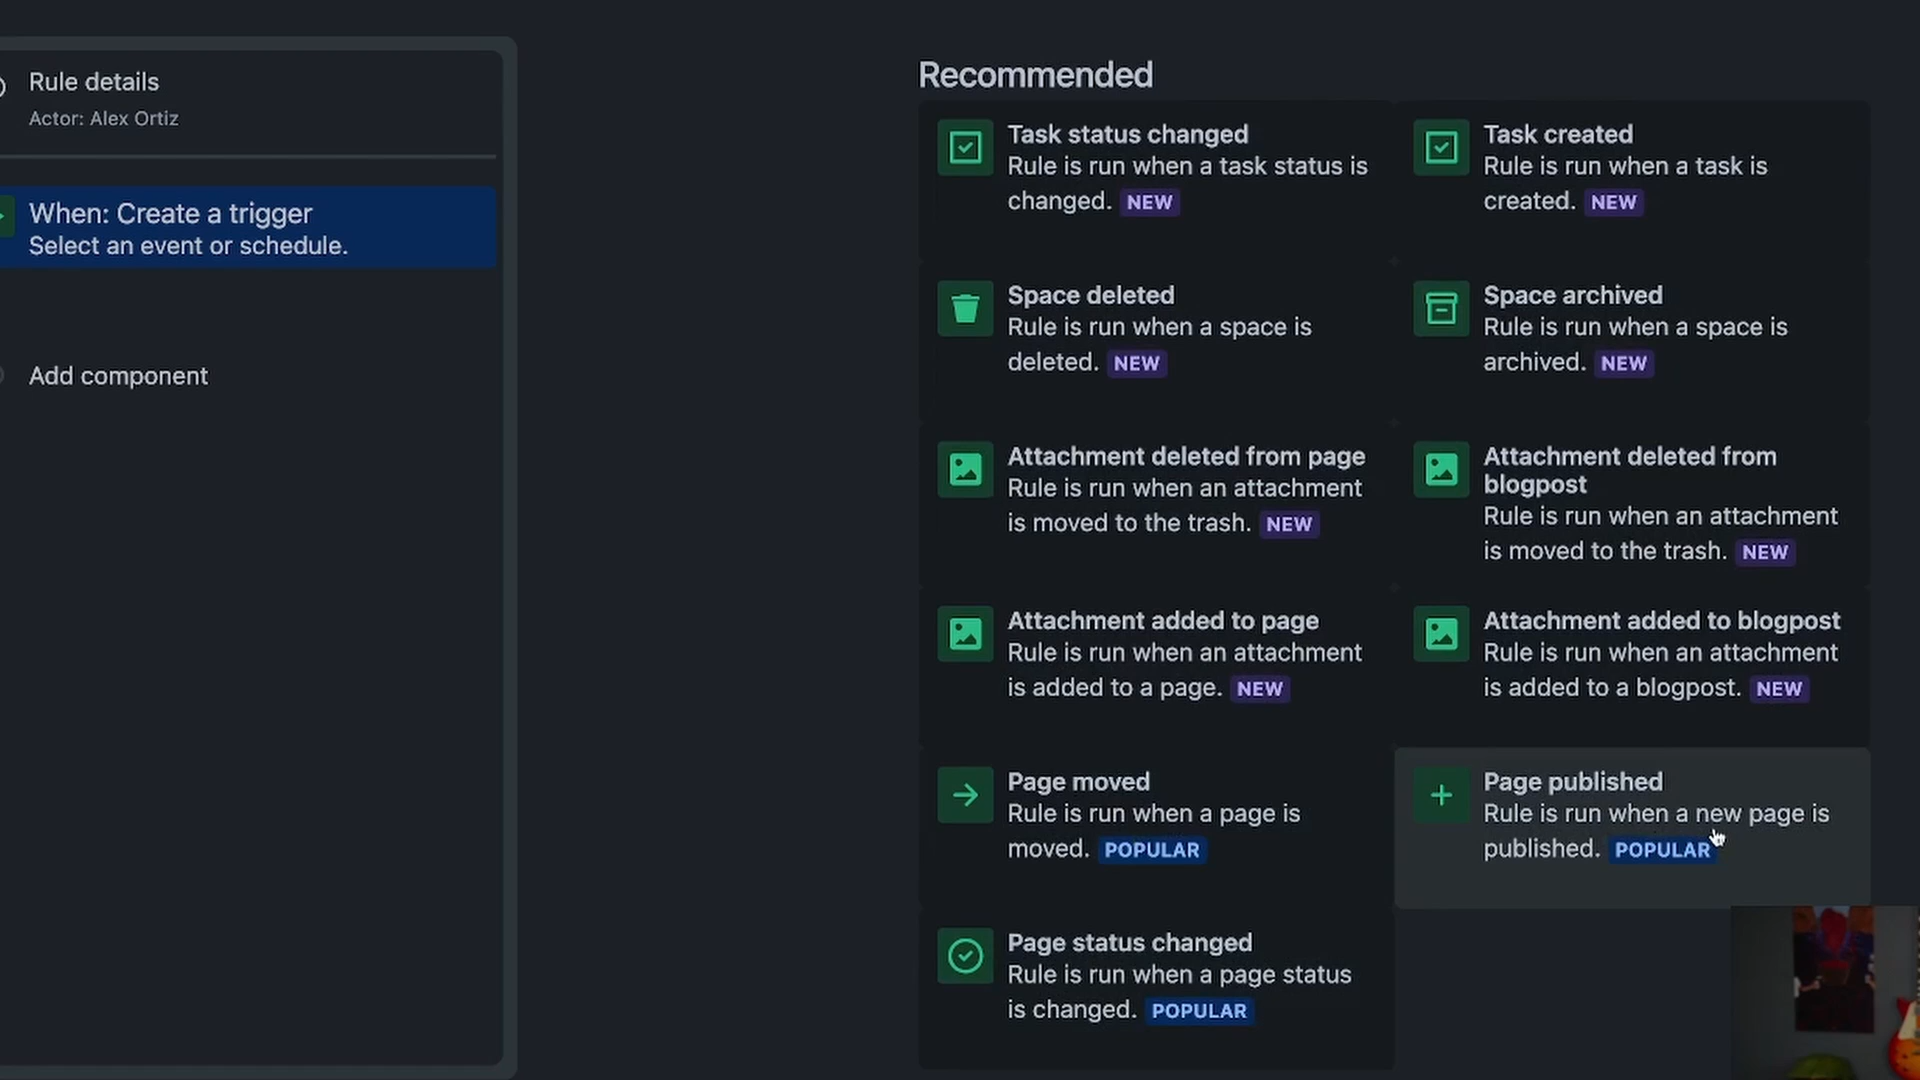 Rule details
Actor: Alex Ortiz
When: Create a trigger
Select an event or schedule.
Add component
Recommended
Task status changed
Rule is run when a task status is
changed. NEW
Task created
Rule is run when a task is
created. NEW
Space deleted
Rule is run when a space is
deleted. NEW
Space archived
Rule is run when a space is
archived. NEW
Attachment deleted from page
Rule is run when an attachment
is moved to the trash. NEW
Attachment deleted from
blogpost
Rule is run when an attachment
is moved to the trash. NEW
Attachment added to page
Rule is run when an attachment
is added to a page. NEW
Attachment added to blogpost
Rule is run when an attachment
is added to a blogpost. NEW
Page moved
Rule is run when a page is
moved. POPULAR
Page published
Rule is run when a new page is
published. POPULAR
Page status changed
Rule is run when a page status
is changed. POPULAR